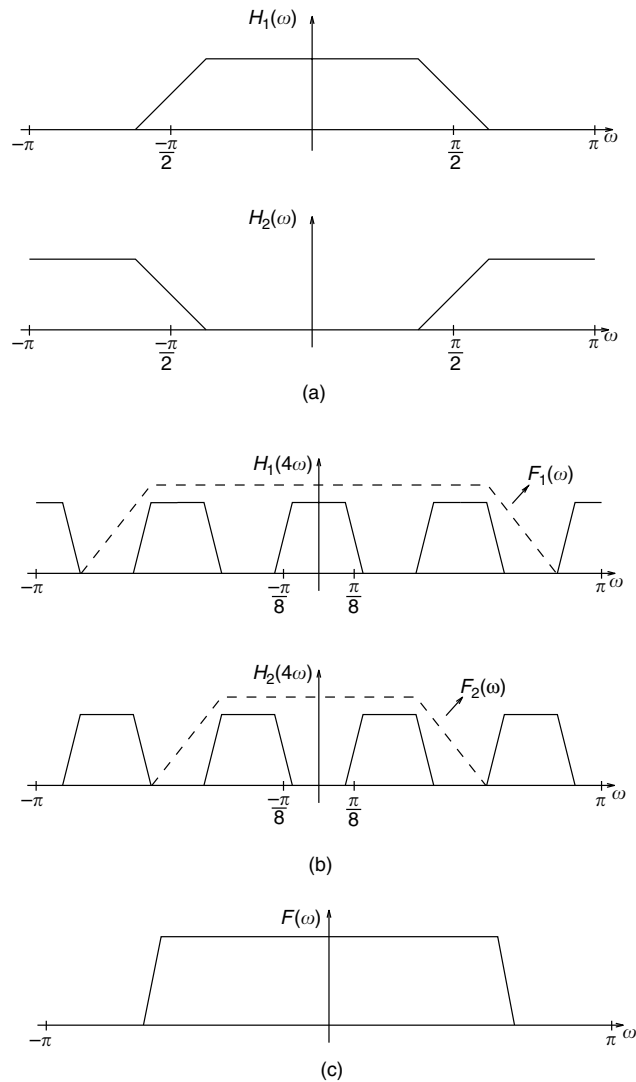 H₁(ω)
−π −π/2 π/2 π ω
H₂(ω)
−π −π/2 π/2 π ω
(a)
H₁(4ω) F₁(ω)
−π −π/8 π/8 π ω
H₂(4ω) F₂(ω)
−π −π/8 π/8 π ω
(b)
F(ω)
−π π ω
(c)